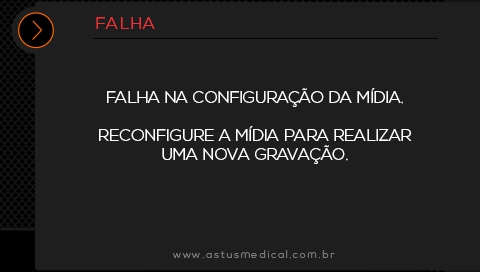 FALHA
FALHA NA CONFIGURAÇÃO DA MÍDIA.
RECONFIGURE A MÍDIA PARA REALIZAR
UMA NOVA GRAVAÇÃO.
www.astusmedical.com.br